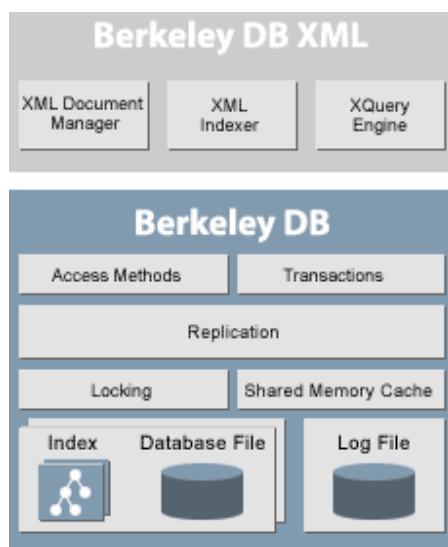 Berkeley DB XML
XML Document
Manager
XML
Indexer
XQuery
Engine
Berkeley DB
Access Methods
Transactions
Replication
Locking
Shared Memory Cache
Index
Database File
Log File